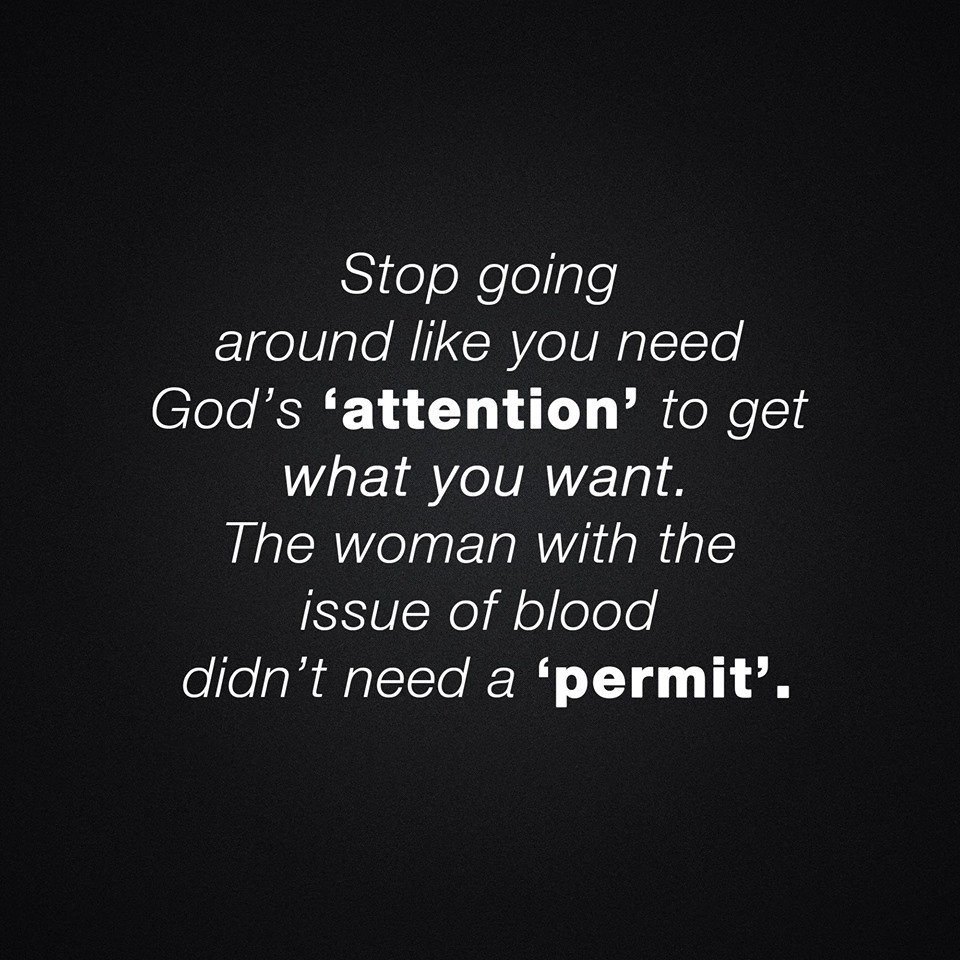 Stop going
around like you need
God’s ‘attention’ to get
what you want.
The woman with the
issue of blood
didn’t need a ‘permit’.